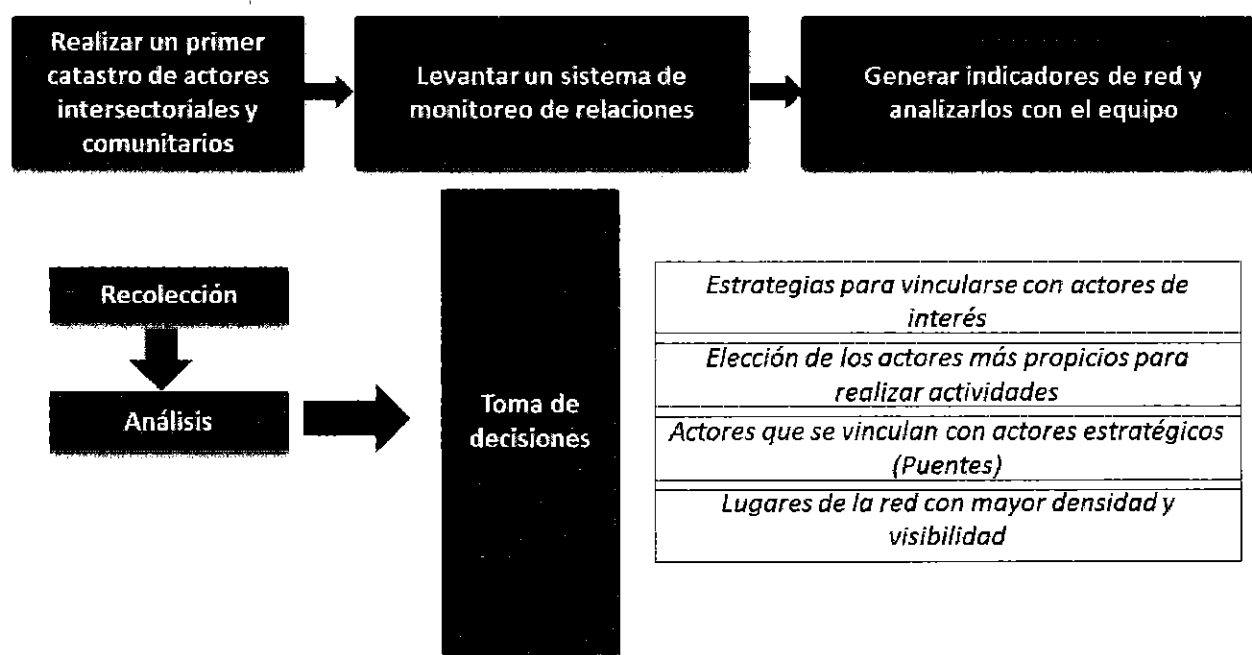 Realizar un primer
catastro de actores
intersectoriales y
comunitarios
Levantar un sistema de
monitoreo de relaciones
Generar indicadores de red y
analizarlos con el equipo
Recolección
Análisis
Toma de
decisiones
Estrategias para vincularse con actores de
interés
Elección de los actores más propicios para
realizar actividades
Actores que se vinculan con actores estratégicos
(Puentes)
Lugares de la red con mayor densidad y
visibilidad